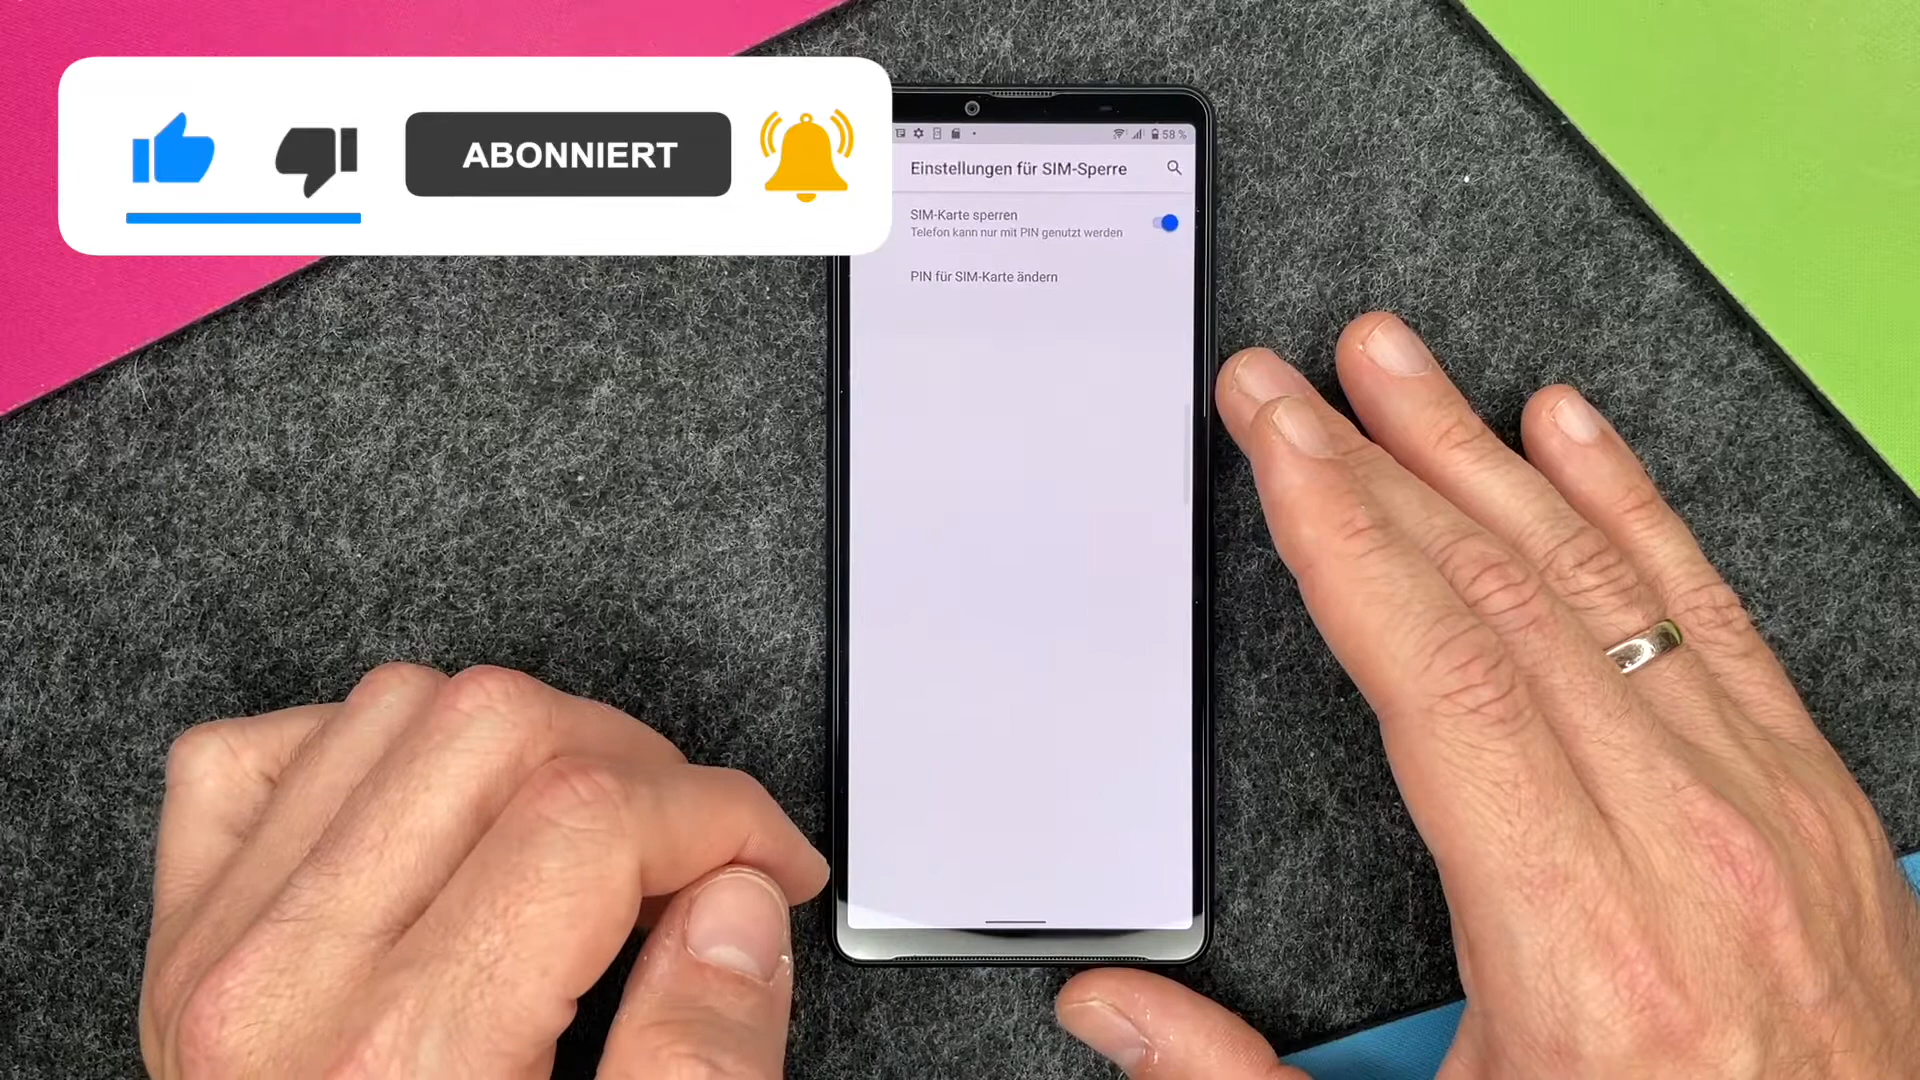 ABONNIERT
58 %
Einstellungen für SIM-Sperre
SIM-Karte sperren
Telefon kann nur mit PIN genutzt werden
PIN für SIM-Karte ändern